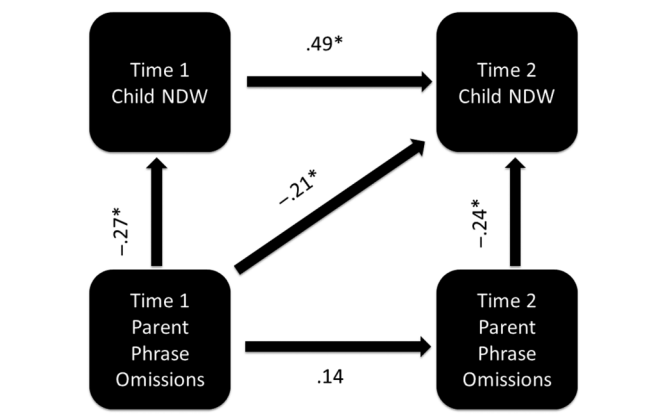 .49*
Time 1
Child NDW
Time 2
Child NDW
–.27*
–.21*
–.24*
Time 1
Parent
Phrase
Omissions
Time 2
Parent
Phrase
Omissions
.14